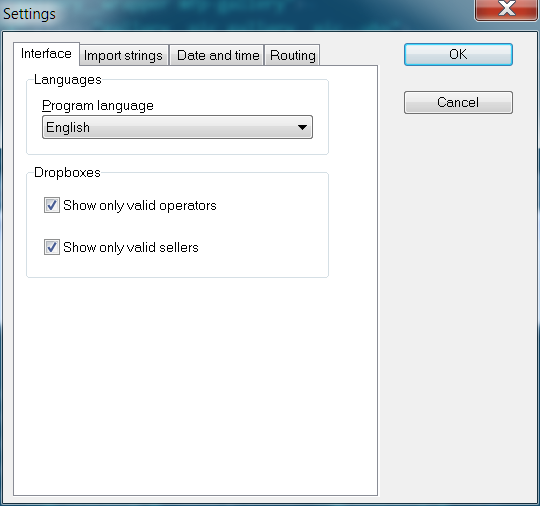 Settings
Interface Import strings Date and time Routing
OK
Languages
Program language
Cancel
English
Dropboxes
Show only valid operators
Show only valid sellers